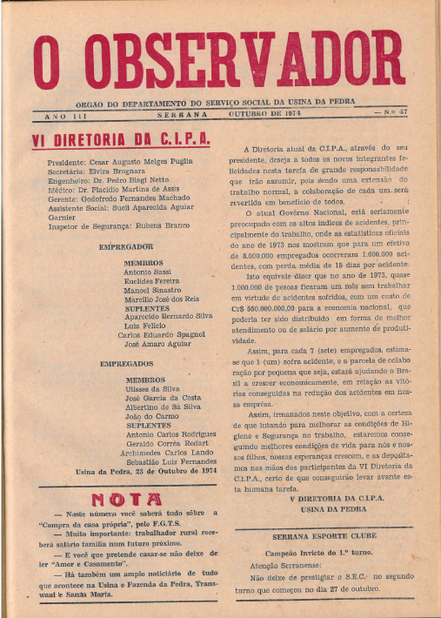 O OBSERVADOR
ORGÃO DO DEPARTAMENTO DO SERVIÇO SOCIAL DA USINA DA PEDRA
ANO III SERRANA OUTUBRO DE 1974 — N.º 47
VI DIRETORIA DA C.I.P.A.
Presidente: Cesar Augusto Meiges Puglia
Secretária: Elvira Brognara
Engenheiro: Dr. Pedro Biagi Netto
Médico: Dr. Placidio Martins de Assis
Gerente: Godofredo Fernandes Machado
Assistente Social: Sueli Aparecida Aguiar
Garnier
Inspetor de Segurança: Rubens Branco
EMPREGADOR
MEMBROS
Antonio Bassi
Euclides Pereira
Manoel Sinastro
Marcilio José dos Reis
SUPLENTES
Aparecido Bernardo Silva
Luiz Felicio
Carlos Eduardo Spagnol
José Amaro Aguiar
EMPREGADOS
MEMBROS
Ulisses da Silva
José Garcia da Costa
Albertino de Sá Silva
João do Carmo
SUPLENTES
Antonio Carlos Rodrigues
Geraldo Corrêa Rodart
Archimedes Carlos Lando
Sebastião Luiz Fernandes
Usina da Pedra, 23 de Outubro de 1974
NOTA
— Neste número você saberá tudo sôbre a
"Compra da casa própria", pelo F.G.T.S.
— Muito importante: trabalhador rural rece-
berá salário família num futuro próximo.
— E você que pretende casar-se não deixe de
ler "Amor e Casamento".
— Há também um amplo noticiário de tudo
que acontece na Usina e Fazenda da Pedra, Trans-
wual e Santa Maria.
A Diretoria atual da C.I.P.A., através do seu
presidente, deseja a todos os novos integrantes fe-
licidades nesta tarefa de grande responsabilidade
que irão assumir, pois sendo uma extensão do
trabalho normal, a colaboração de cada um será
revertida em benefício de todos.
O atual Govêrno Nacional, está seriamente
preocupado com os altos índices de acidentes, prin-
cipalmente do trabalho, onde as estatísticas oficiais
do ano de 1973 nos mostram que para um efetivo
de 8.000.000 empregados ocorreram 1.600.000 aci-
dentes, com perda média de 15 dias por acidente.
Isto equivale dizer que no ano de 1973, quase
1.000.000 de pessoas ficaram um mês sem trabalhar
em virtude de acidentes sofridos, com um custo de
Cr$ 550.000.000,00 para a economia nacional, que
poderia ter sido distribuido em forma de melhor
atendimento ou de salário por aumento de produti-
vidade.
Assim, para cada 7 (sete) empregados, estima-
se que 1 (um) sofra acidente, e a parcela de colabo
ração por pequena que seja, estará ajudando o Bra-
sil a crescer economicamente, em relação as vitó-
rias conseguidas na redução dos acidentes em nos-
sa emprêsa.
Assim, irmanados neste objetivo, com a certeza
de que lutando para melhorar as condições de Hi-
giene e Segurança no trabalho, estaremos conse-
guindo melhores condições de vida para nós e nos-
sos filhos, nossas esperanças crescem, e as deposita-
mos nas mãos dos participantes da VI Diretoria da
C.I.P.A., certo de que conseguirão levar avante es-
ta humana tarefa.
V DIRETORIA DA C.I.P.A.
USINA DA PEDRA
SERRANA ESPORTE CLUBE
Campeão Invicto do 1.º turno.
Atenção Serranense:
Não deixe de prestigiar o S.E.C. no segundo
turno que começou no dia 27 de outubro.